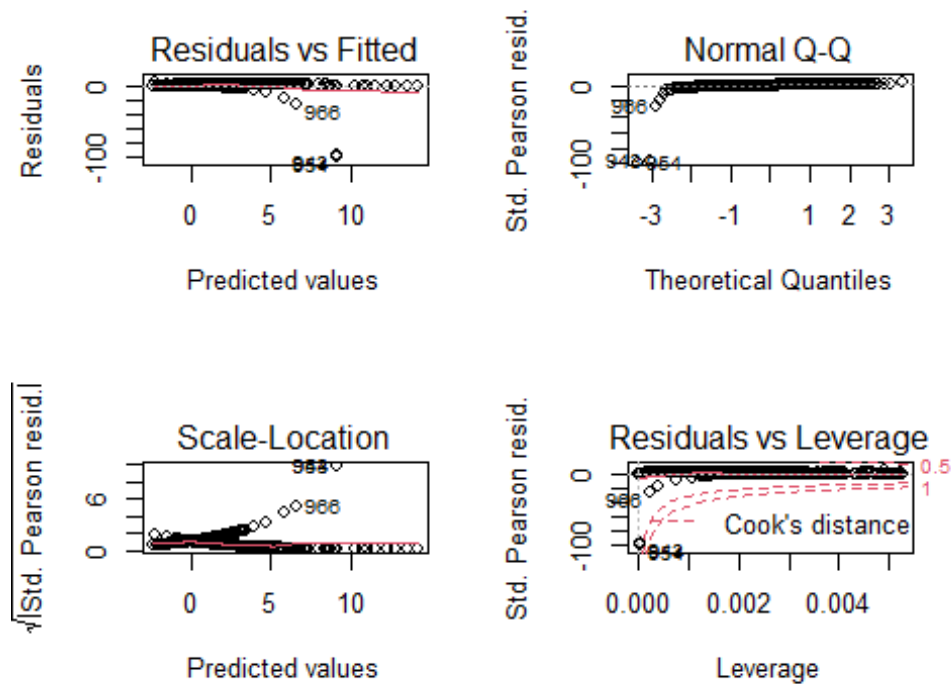 Residuals vs Fitted
Residuals
0
-100
966
0 5 10
Predicted values
Normal Q-Q
Std. Pearson resid.
0
-100
966
954
-3 -1 1 2 3
Theoretical Quantiles
Scale-Location
√|Std. Pearson resid.|
6
0
966
0 5 10
Predicted values
Residuals vs Leverage
Std. Pearson resid.
0
-100
966
0.5
1
Cook's distance
0.000 0.002 0.004
Leverage